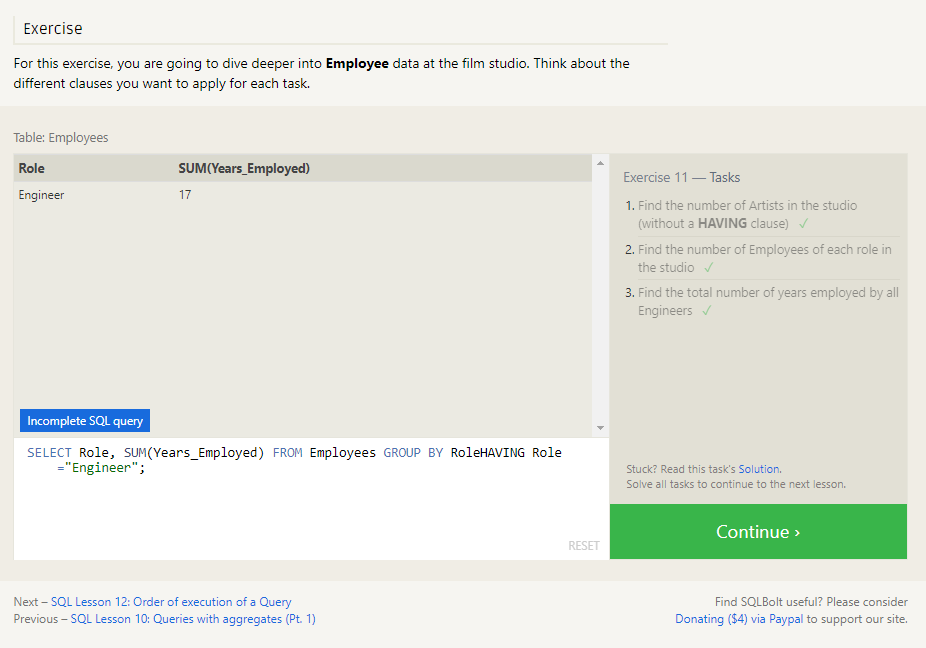 Exercise
For this exercise, you are going to dive deeper into Employee data at the film studio. Think about the
different clauses you want to apply for each task.
Table: Employees
Role SUM(Years_Employed)
Engineer 17
Incomplete SQL query
SELECT Role, SUM(Years_Employed) FROM Employees GROUP BY RoleHAVING Role
="Engineer";
RESET
Exercise 11 — Tasks
1. Find the number of Artists in the studio
(without a HAVING clause) ✓
2. Find the number of Employees of each role in
the studio ✓
3. Find the total number of years employed by all
Engineers ✓
Stuck? Read this task's Solution.
Solve all tasks to continue to the next lesson.
Continue ›
Next – SQL Lesson 12: Order of execution of a Query
Previous – SQL Lesson 10: Queries with aggregates (Pt. 1)
Find SQLBolt useful? Please consider
Donating ($4) via Paypal to support our site.